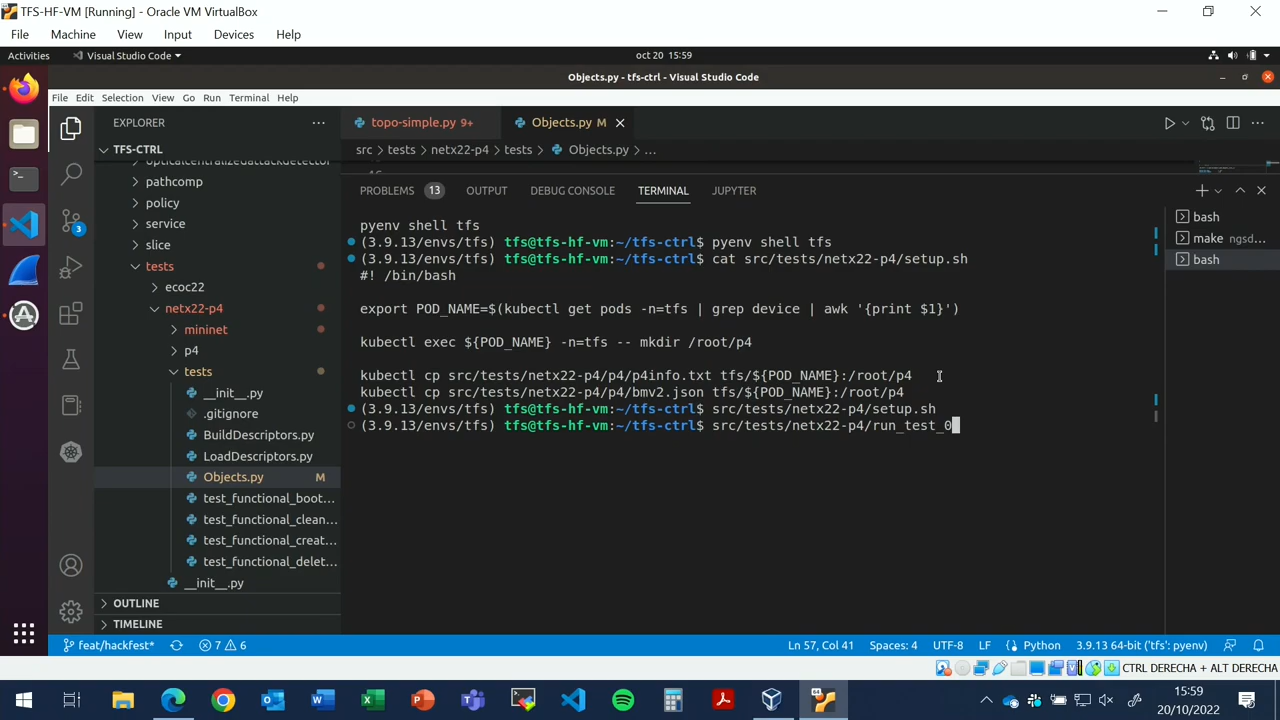 TFS-HF-VM [Running] - Oracle VM VirtualBox
File Machine View Input Devices Help
Activities Visual Studio Code oct 20 15:59
Objects.py - tfs-ctrl - Visual Studio Code
File Edit Selection View Go Run Terminal Help
EXPLORER
TFS-CTRL
opticalcentralizedattackdetector
pathcomp
policy
service
slice
tests
ecoc22
netx22-p4
mininet
p4
tests
__init__.py
.gitignore
BuildDescriptors.py
LoadDescriptors.py
Objects.py M
test_functional_boot...
test_functional_clean...
test_functional_creat...
test_functional_delet...
__init__.py
OUTLINE
TIMELINE
3
topo-simple.py 9+ Objects.py M
src > tests > netx22-p4 > tests > Objects.py > ...
PROBLEMS 13 OUTPUT DEBUG CONSOLE TERMINAL JUPYTER
pyenv shell tfs
(3.9.13/envs/tfs) tfs@tfs-hf-vm:~/tfs-ctrl$ pyenv shell tfs
(3.9.13/envs/tfs) tfs@tfs-hf-vm:~/tfs-ctrl$ cat src/tests/netx22-p4/setup.sh
#! /bin/bash
export POD_NAME=$(kubectl get pods -n=tfs | grep device | awk '{print $1}')
kubectl exec ${POD_NAME} -n=tfs -- mkdir /root/p4
kubectl cp src/tests/netx22-p4/p4/p4info.txt tfs/${POD_NAME}:/root/p4
kubectl cp src/tests/netx22-p4/p4/bmv2.json tfs/${POD_NAME}:/root/p4
(3.9.13/envs/tfs) tfs@tfs-hf-vm:~/tfs-ctrl$ src/tests/netx22-p4/setup.sh
(3.9.13/envs/tfs) tfs@tfs-hf-vm:~/tfs-ctrl$ src/tests/netx22-p4/run_test_0
bash
make ngsd...
bash
feat/hackfest* 7 6 Ln 57, Col 41 Spaces: 4 UTF-8 LF Python 3.9.13 64-bit ('tfs': pyenv)
CTRL DERECHA + ALT DERECHA
15:59
20/10/2022